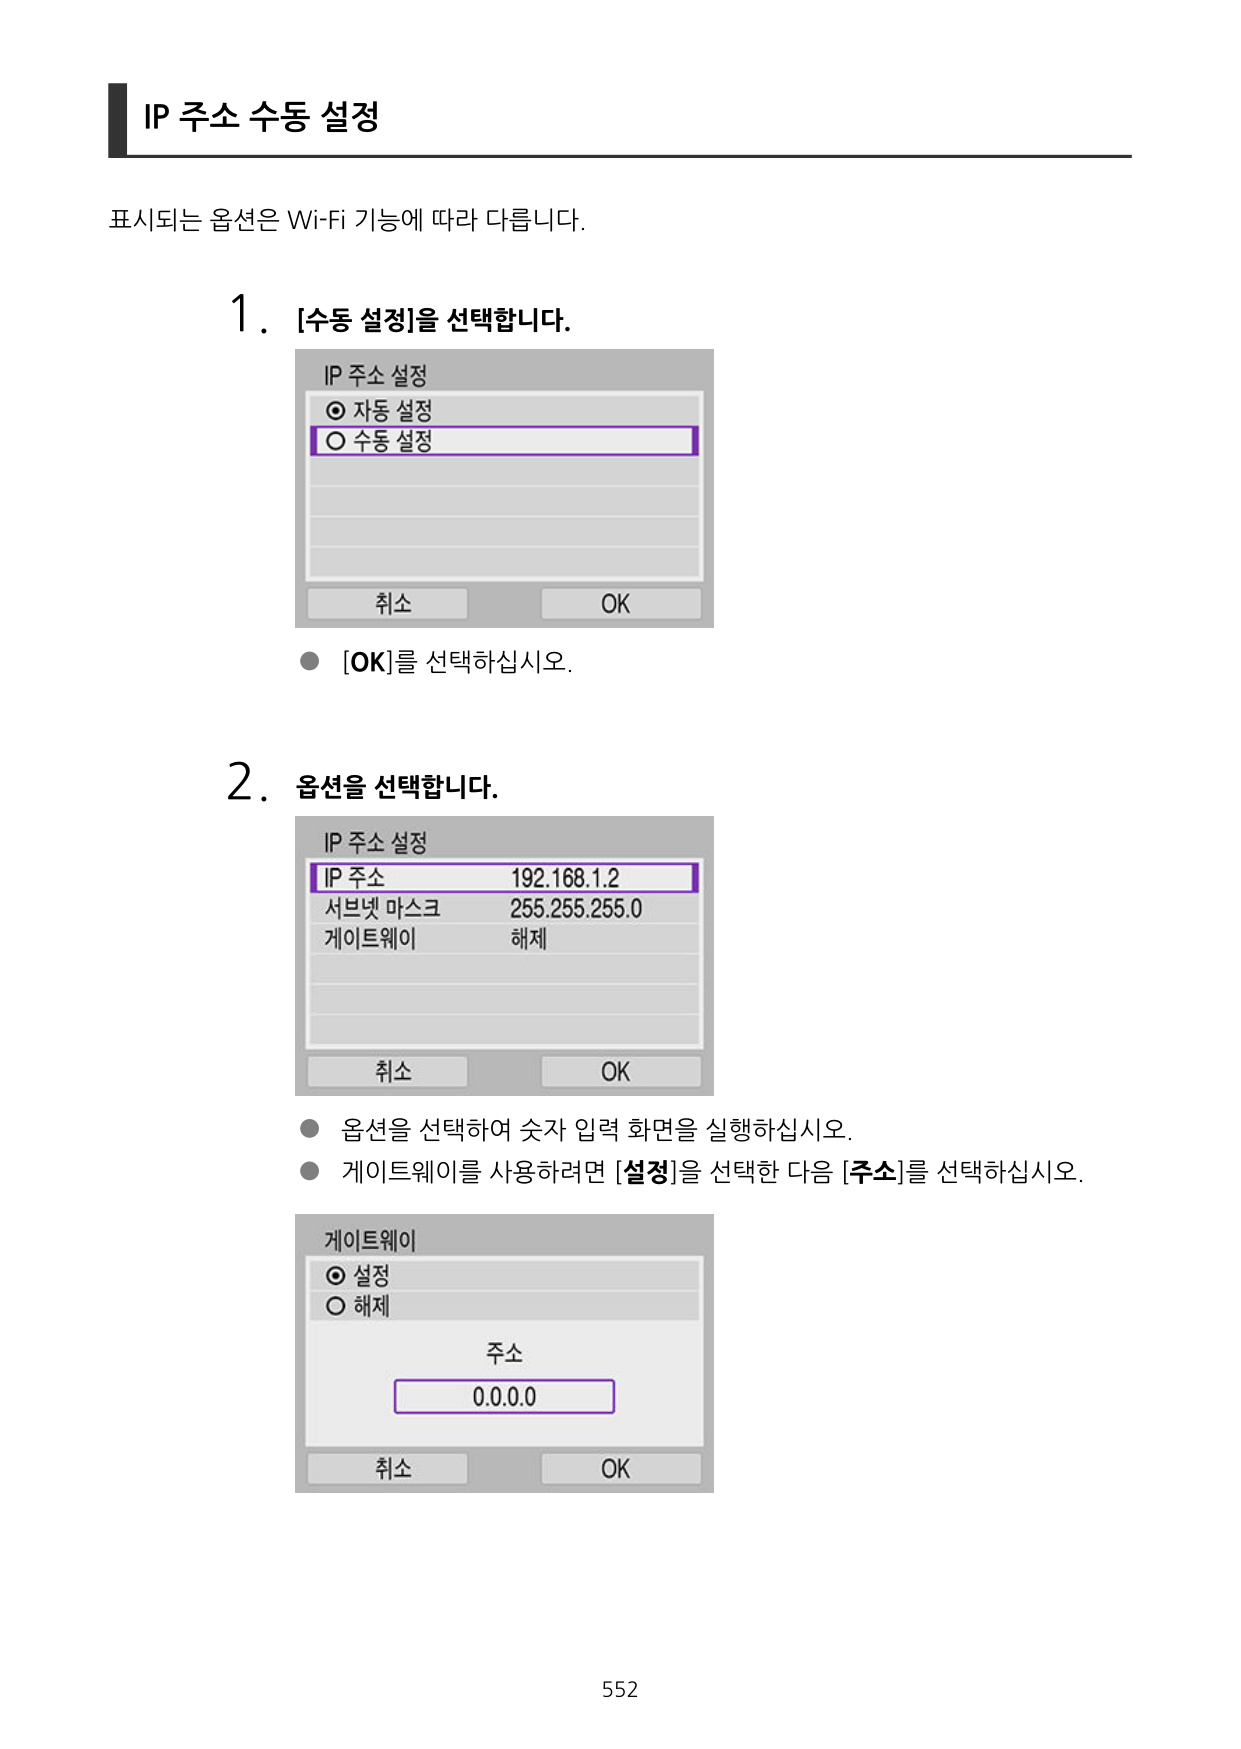 IP 주소 수동 설정
표시되는 옵션은 Wi-Fi 기능에 따라 다릅니다.
1. [수동 설정]을 선택합니다.
IP 주소 설정
자동 설정
수동 설정
취소 OK
● [OK]를 선택하십시오.
2. 옵션을 선택합니다.
IP 주소 설정
IP 주소 192.168.1.2
서브넷 마스크 255.255.255.0
게이트웨이 해제
취소 OK
● 옵션을 선택하여 숫자 입력 화면을 실행하십시오.
● 게이트웨이를 사용하려면 [설정]을 선택한 다음 [주소]를 선택하십시오.
게이트웨이
설정
해제
주소
0.0.0.0
취소 OK
552